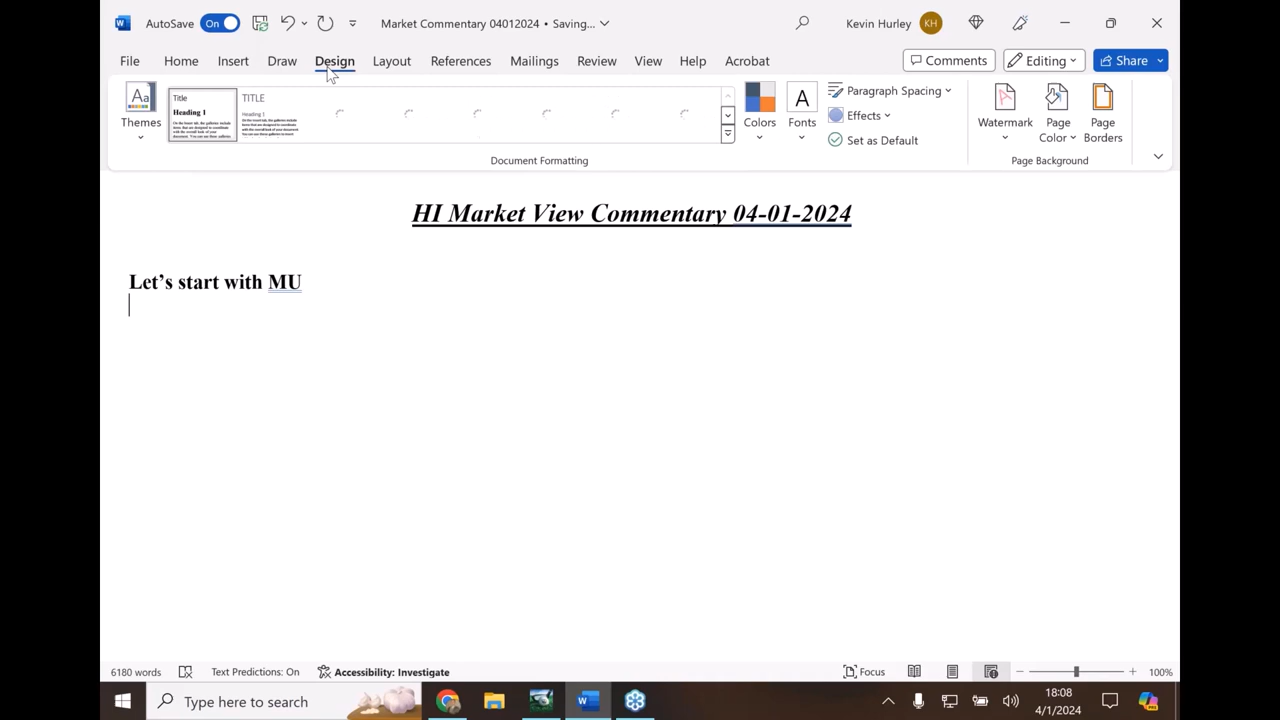 AutoSave On Market Commentary 04012024 • Saving... Kevin Hurley KH
File Home Insert Draw Design Layout References Mailings Review View Help Acrobat Comments Editing Share
Aa Themes
Title
Heading 1
TITLE
Heading 1
Colors
A Fonts
Paragraph Spacing
Effects
Set as Default
Watermark
Page Color
Page Borders
Document Formatting
Page Background
HI Market View Commentary 04-01-2024
Let’s start with MU
6180 words Text Predictions: On Accessibility: Investigate Focus 100%
Type here to search 18:08
4/1/2024